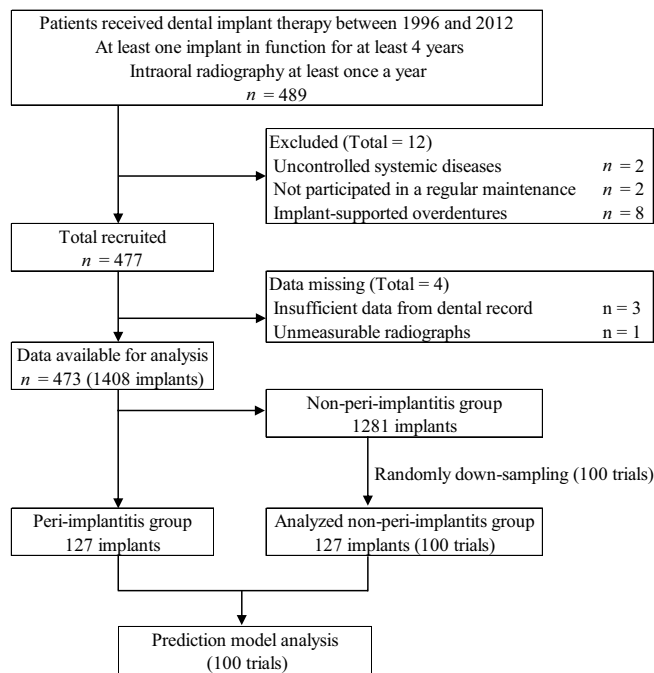 Patients received dental implant therapy between 1996 and 2012
At least one implant in function for at least 4 years
Intraoral radiography at least once a year
n = 489
Excluded (Total = 12)
Uncontrolled systemic diseases n = 2
Not participated in a regular maintenance n = 2
Implant-supported overdentures n = 8
Total recruited
n = 477
Data missing (Total = 4)
Insufficient data from dental record n = 3
Unmeasurable radiographs n = 1
Data available for analysis
n = 473 (1408 implants)
Non-peri-implantitis group
1281 implants
Randomly down-sampling (100 trials)
Peri-implantitis group
127 implants
Analyzed non-peri-implantits group
127 implants (100 trials)
Prediction model analysis
(100 trials)